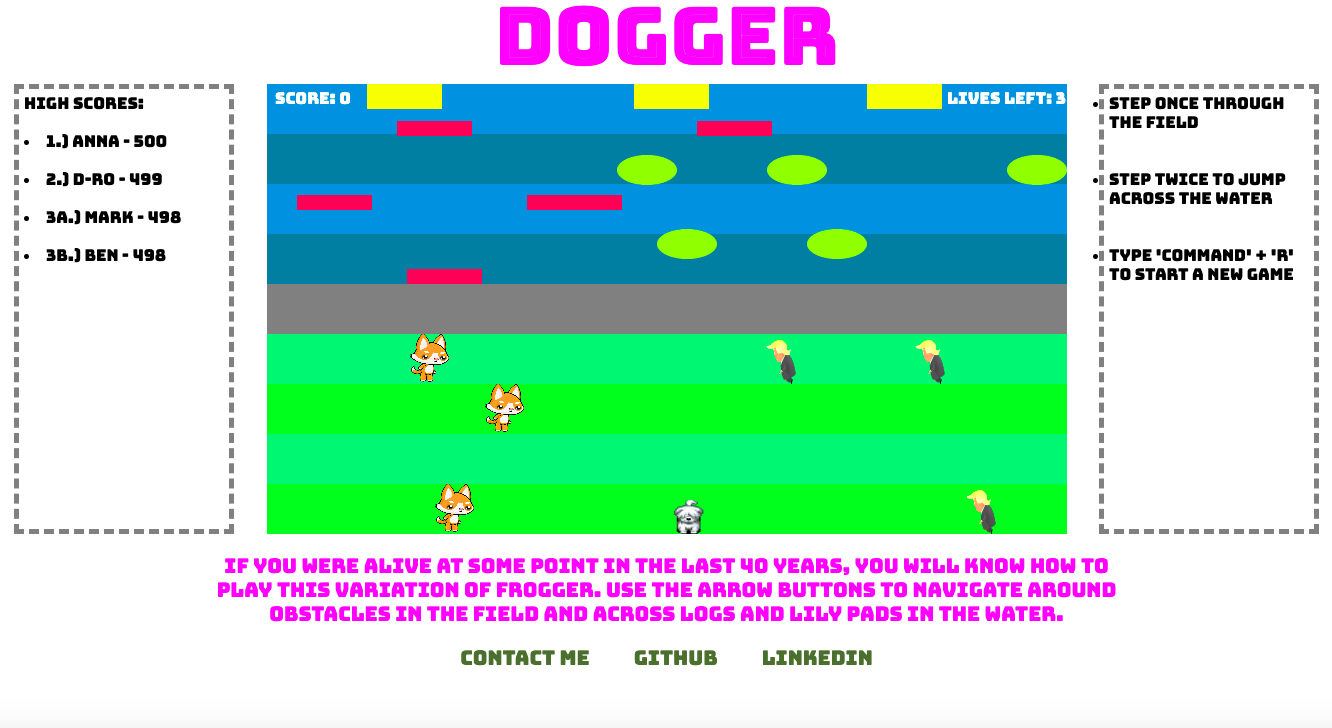 DOGGER
HIGH SCORES:
1.) ANNA - 500
2.) D-RO - 499
3A.) MARK - 498
3B.) BEN - 498
SCORE: 0
LIVES LEFT: 3
STEP ONCE THROUGH
THE FIELD
STEP TWICE TO JUMP
ACROSS THE WATER
TYPE 'COMMAND' + 'R'
TO START A NEW GAME
IF YOU WERE ALIVE AT SOME POINT IN THE LAST 40 YEARS, YOU WILL KNOW HOW TO
PLAY THIS VARIATION OF FROGGER. USE THE ARROW BUTTONS TO NAVIGATE AROUND
OBSTACLES IN THE FIELD AND ACROSS LOGS AND LILY PADS IN THE WATER.
CONTACT ME GITHUB LINKEDIN